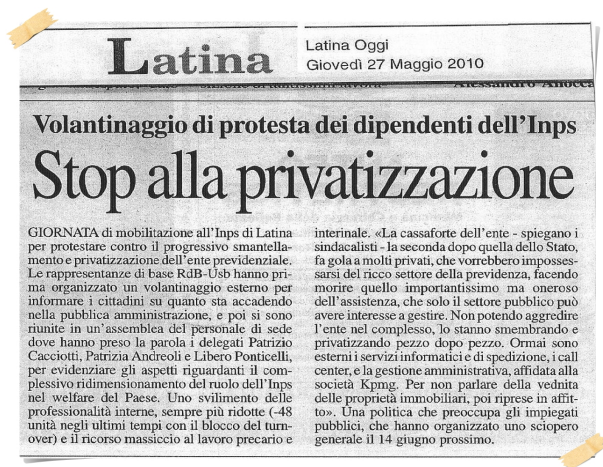 Latina
Latina Oggi
Giovedì 27 Maggio 2010
Volantinaggio di protesta dei dipendenti dell'Inps
Stop alla privatizzazione
GIORNATA di mobilitazione all'Inps di Latina
per protestare contro il progressivo smantella-
mento e privatizzazione dell'ente previdenziale.
Le rappresentanze di base RdB-Usb hanno pri-
ma organizzato un volantinaggio esterno per
informare i cittadini su quanto sta accadendo
nella pubblica amministrazione, e poi si sono
riunite in un'assemblea del personale di sede
dove hanno preso la parola i delegati Patrizio
Cacciotti, Patrizia Andreoli e Libero Ponticelli,
per evidenziare gli aspetti riguardanti il com-
plessivo ridimensionamento del ruolo dell'Inps
nel welfare del Paese. Uno svilimento delle
professionalità interne, sempre più ridotte (-48
unità negli ultimi tempi con il blocco del turn-
over) e il ricorso massiccio al lavoro precario e
interinale. «La cassaforte dell'ente - spiegano i
sindacalisti - la seconda dopo quella dello Stato,
fa gola a molti privati, che vorrebbero imposses-
sarsi del ricco settore della previdenza, facendo
morire quello importantissimo ma oneroso
dell'assistenza, che solo il settore pubblico può
avere interesse a gestire. Non potendo aggredire
l'ente nel complesso, lo stanno smembrando e
privatizzando pezzo dopo pezzo. Ormai sono
esterni i servizi informatici e di spedizione, i call
center, e la gestione amministrativa, affidata alla
società Kpmg. Per non parlare della vednita
delle proprietà immobiliari, poi riprese in affit-
to». Una politica che preoccupa gli impiegati
pubblici, che hanno organizzato uno sciopero
generale il 14 giugno prossimo.